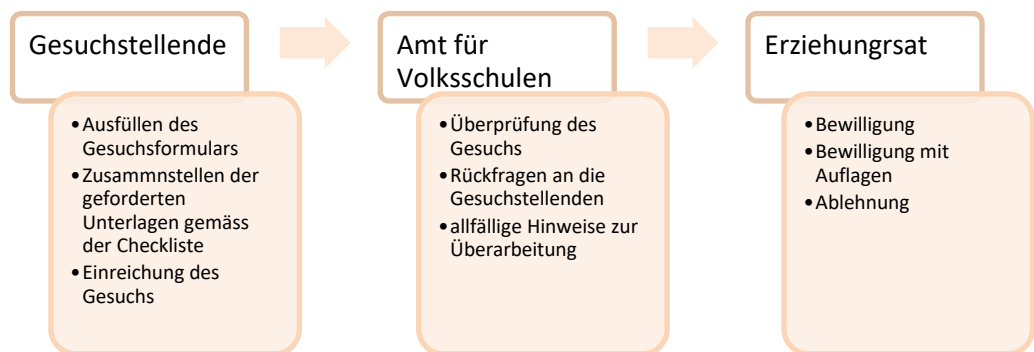 Gesuchstellende
•Ausfüllen des
Gesuchsformulars
•Zusammnstellen der
geforderten
Unterlagen gemäss
der Checkliste
•Einreichung des
Gesuchs
Amt für
Volksschulen
•Überprüfung des
Gesuchs
•Rückfragen an die
Gesuchstellenden
•allfällige Hinweise zur
Überarbeitung
Erziehungrsat
•Bewilligung
•Bewilligung mit
Auflagen
•Ablehnung